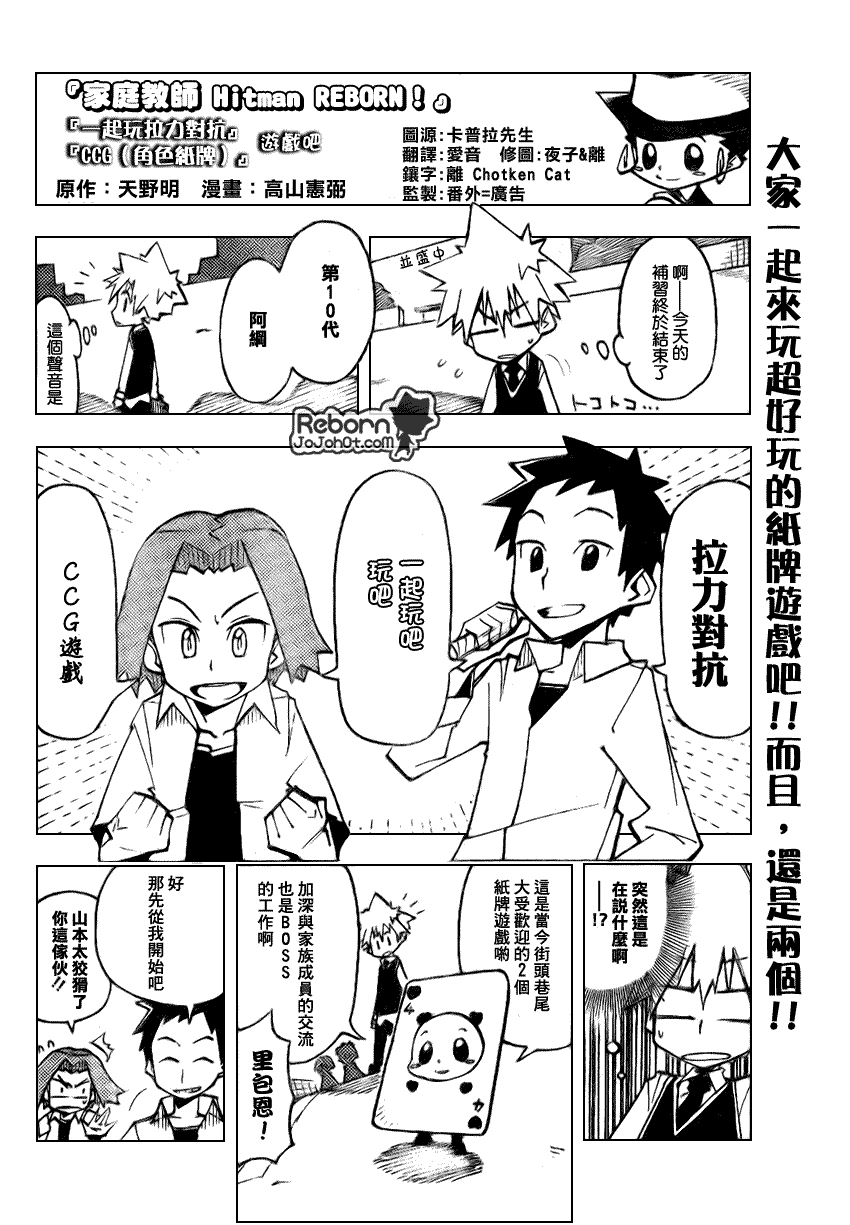 『家庭教師 Hitman REBORN！』
『一起玩拉力對抗』
『CCG（角色紙牌）』
遊戲吧
原作：天野明　漫畫：高山憲弼
圖源:卡普拉先生
翻譯:愛音　修圖:夜子&離
鑲字:離 Chotken Cat
監製:番外=廣告
大家一起來玩超好玩的紙牌遊戲吧!!而且，還是兩個!!
啊——今天的
補習終於結束了
並盛中
トコトコ…
第10代
阿綱
這個聲音是
Reborn
JoJoHot.com
拉力對抗
一起玩吧
玩吧
CCG遊戲
突然這是
在説什麼啊
——!?
這是當今街頭巷尾
大受歡迎的2個
紙牌遊戲喲
加深與家族成員的交流
也是BOSS
的工作啊
里包恩！
4
4
好
那先從我開始吧
山本太狡猾了
你這傢伙!!